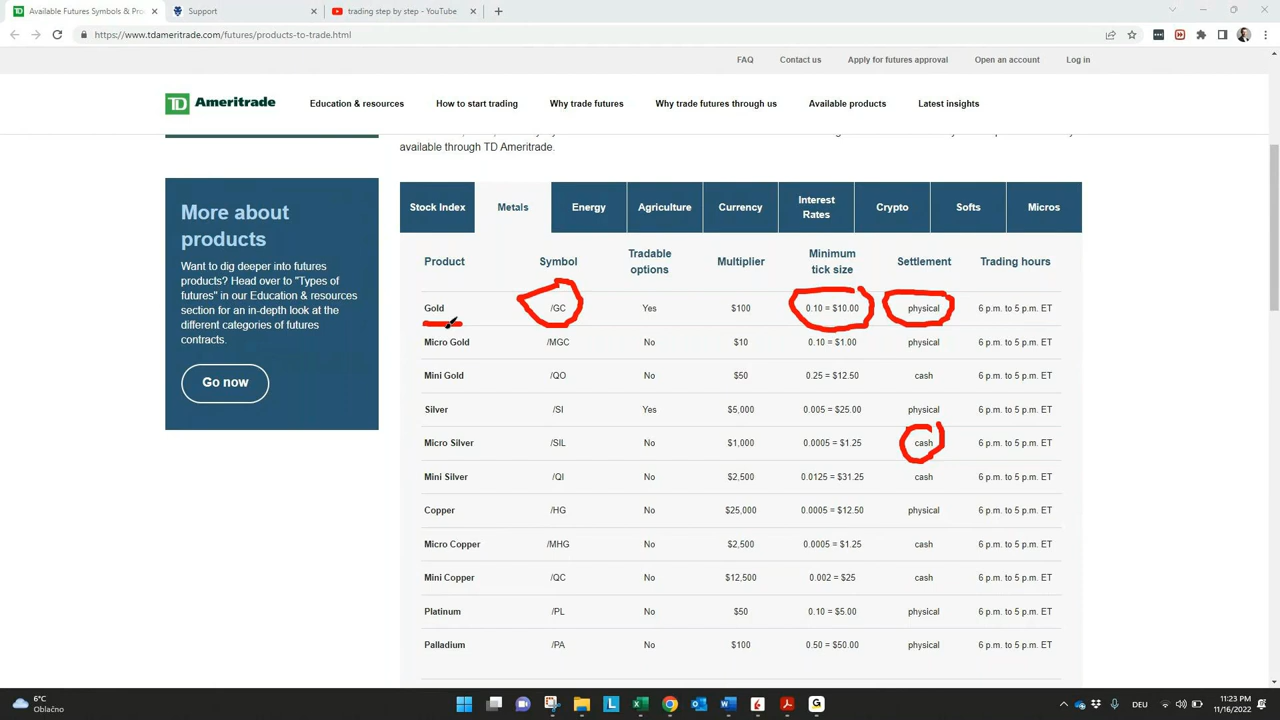 Available Futures Symbols & Pro
Support
trading step by step - YouTube
https://www.tdameritrade.com/futures/products-to-trade.html
FAQ Contact us Apply for futures approval Open an account Log in
TD Ameritrade Education & resources How to start trading Why trade futures Why trade futures through us Available products Latest insights
available through TD Ameritrade.
More about
products
Want to dig deeper into futures
products? Head over to "Types of
futures" in our Education & resources
section for an in-depth look at the
different categories of futures
contracts.
Go now
Stock Index Metals Energy Agriculture Currency Interest Rates Crypto Softs Micros
Product Symbol Tradable options Multiplier Minimum tick size Settlement Trading hours
Gold /GC Yes $100 0.10 = $10.00 physical 6 p.m. to 5 p.m. ET
Micro Gold /MGC No $10 0.10 = $1.00 physical 6 p.m. to 5 p.m. ET
Mini Gold /QO No $50 0.25 = $12.50 cash 6 p.m. to 5 p.m. ET
Silver /SI Yes $5,000 0.005 = $25.00 physical 6 p.m. to 5 p.m. ET
Micro Silver /SIL No $1,000 0.0005 = $1.25 cash 6 p.m. to 5 p.m. ET
Mini Silver /QI No $2,500 0.0125 = $31.25 cash 6 p.m. to 5 p.m. ET
Copper /HG No $25,000 0.0005 = $12.50 physical 6 p.m. to 5 p.m. ET
Micro Copper /MHG No $2,500 0.0005 = $1.25 cash 6 p.m. to 5 p.m. ET
Mini Copper /QC No $12,500 0.002 = $25 cash 6 p.m. to 5 p.m. ET
Platinum /PL No $50 0.10 = $5.00 physical 6 p.m. to 5 p.m. ET
Palladium /PA No $100 0.50 = $50.00 physical 6 p.m. to 5 p.m. ET
6°C
Oblačno
DEU
11:23 PM
11/16/2022